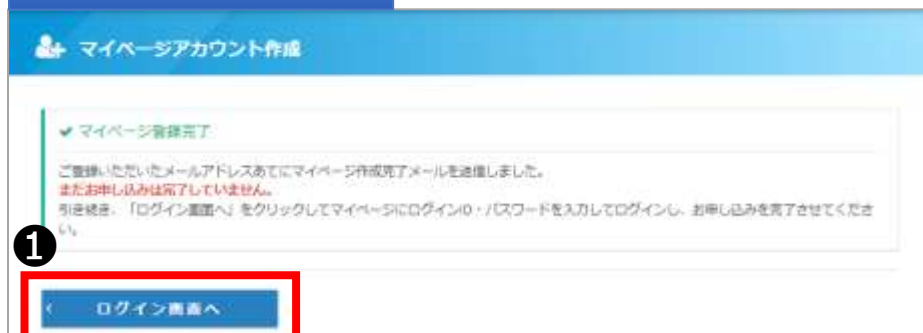 マイページアカウント作成
マイページ登録完了
ご登録いただいたメールアドレスあてにマイページ作成完了メールを送信しました。
まだお申し込みは完了していません。
引き続き、「ログイン画面へ」をクリックしてマイページにログインID・パスワードを入力してログインし、お申し込みを完了させてくださ
い。
1
ログイン画面へ